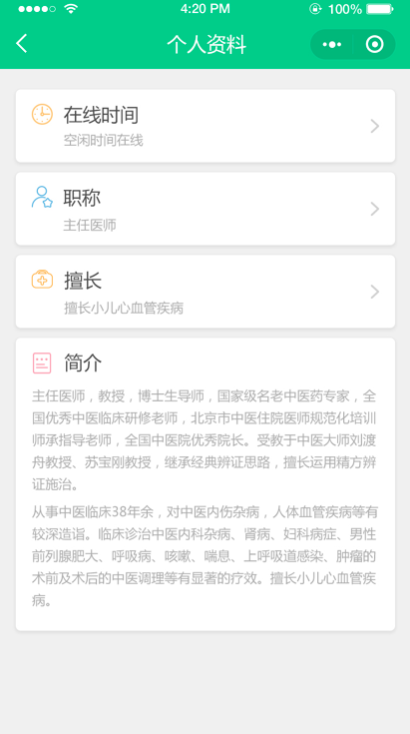 4:20 PM
100%
个人资料
在线时间
空闲时间在线
职称
主任医师
擅长
擅长小儿心血管疾病
简介
主任医师，教授，博士生导师，国家级名老中医药专家，全
国优秀中医临床研修老师，北京市中医住院医师规范化培训
师承指导老师，全国中医院优秀院长。受教于中医大师刘渡
舟教授、苏宝刚教授，继承经典辨证思路，擅长运用精方辨
证施治。
从事中医临床38年余，对中医内伤杂病，人体血管疾病等有
较深造诣。临床诊治中医内科杂病、肾病、妇科病症、男性
前列腺肥大、呼吸病、咳嗽、喘息、上呼吸道感染、肿瘤的
术前及术后的中医调理等有显著的疗效。擅长小儿心血管疾
病。